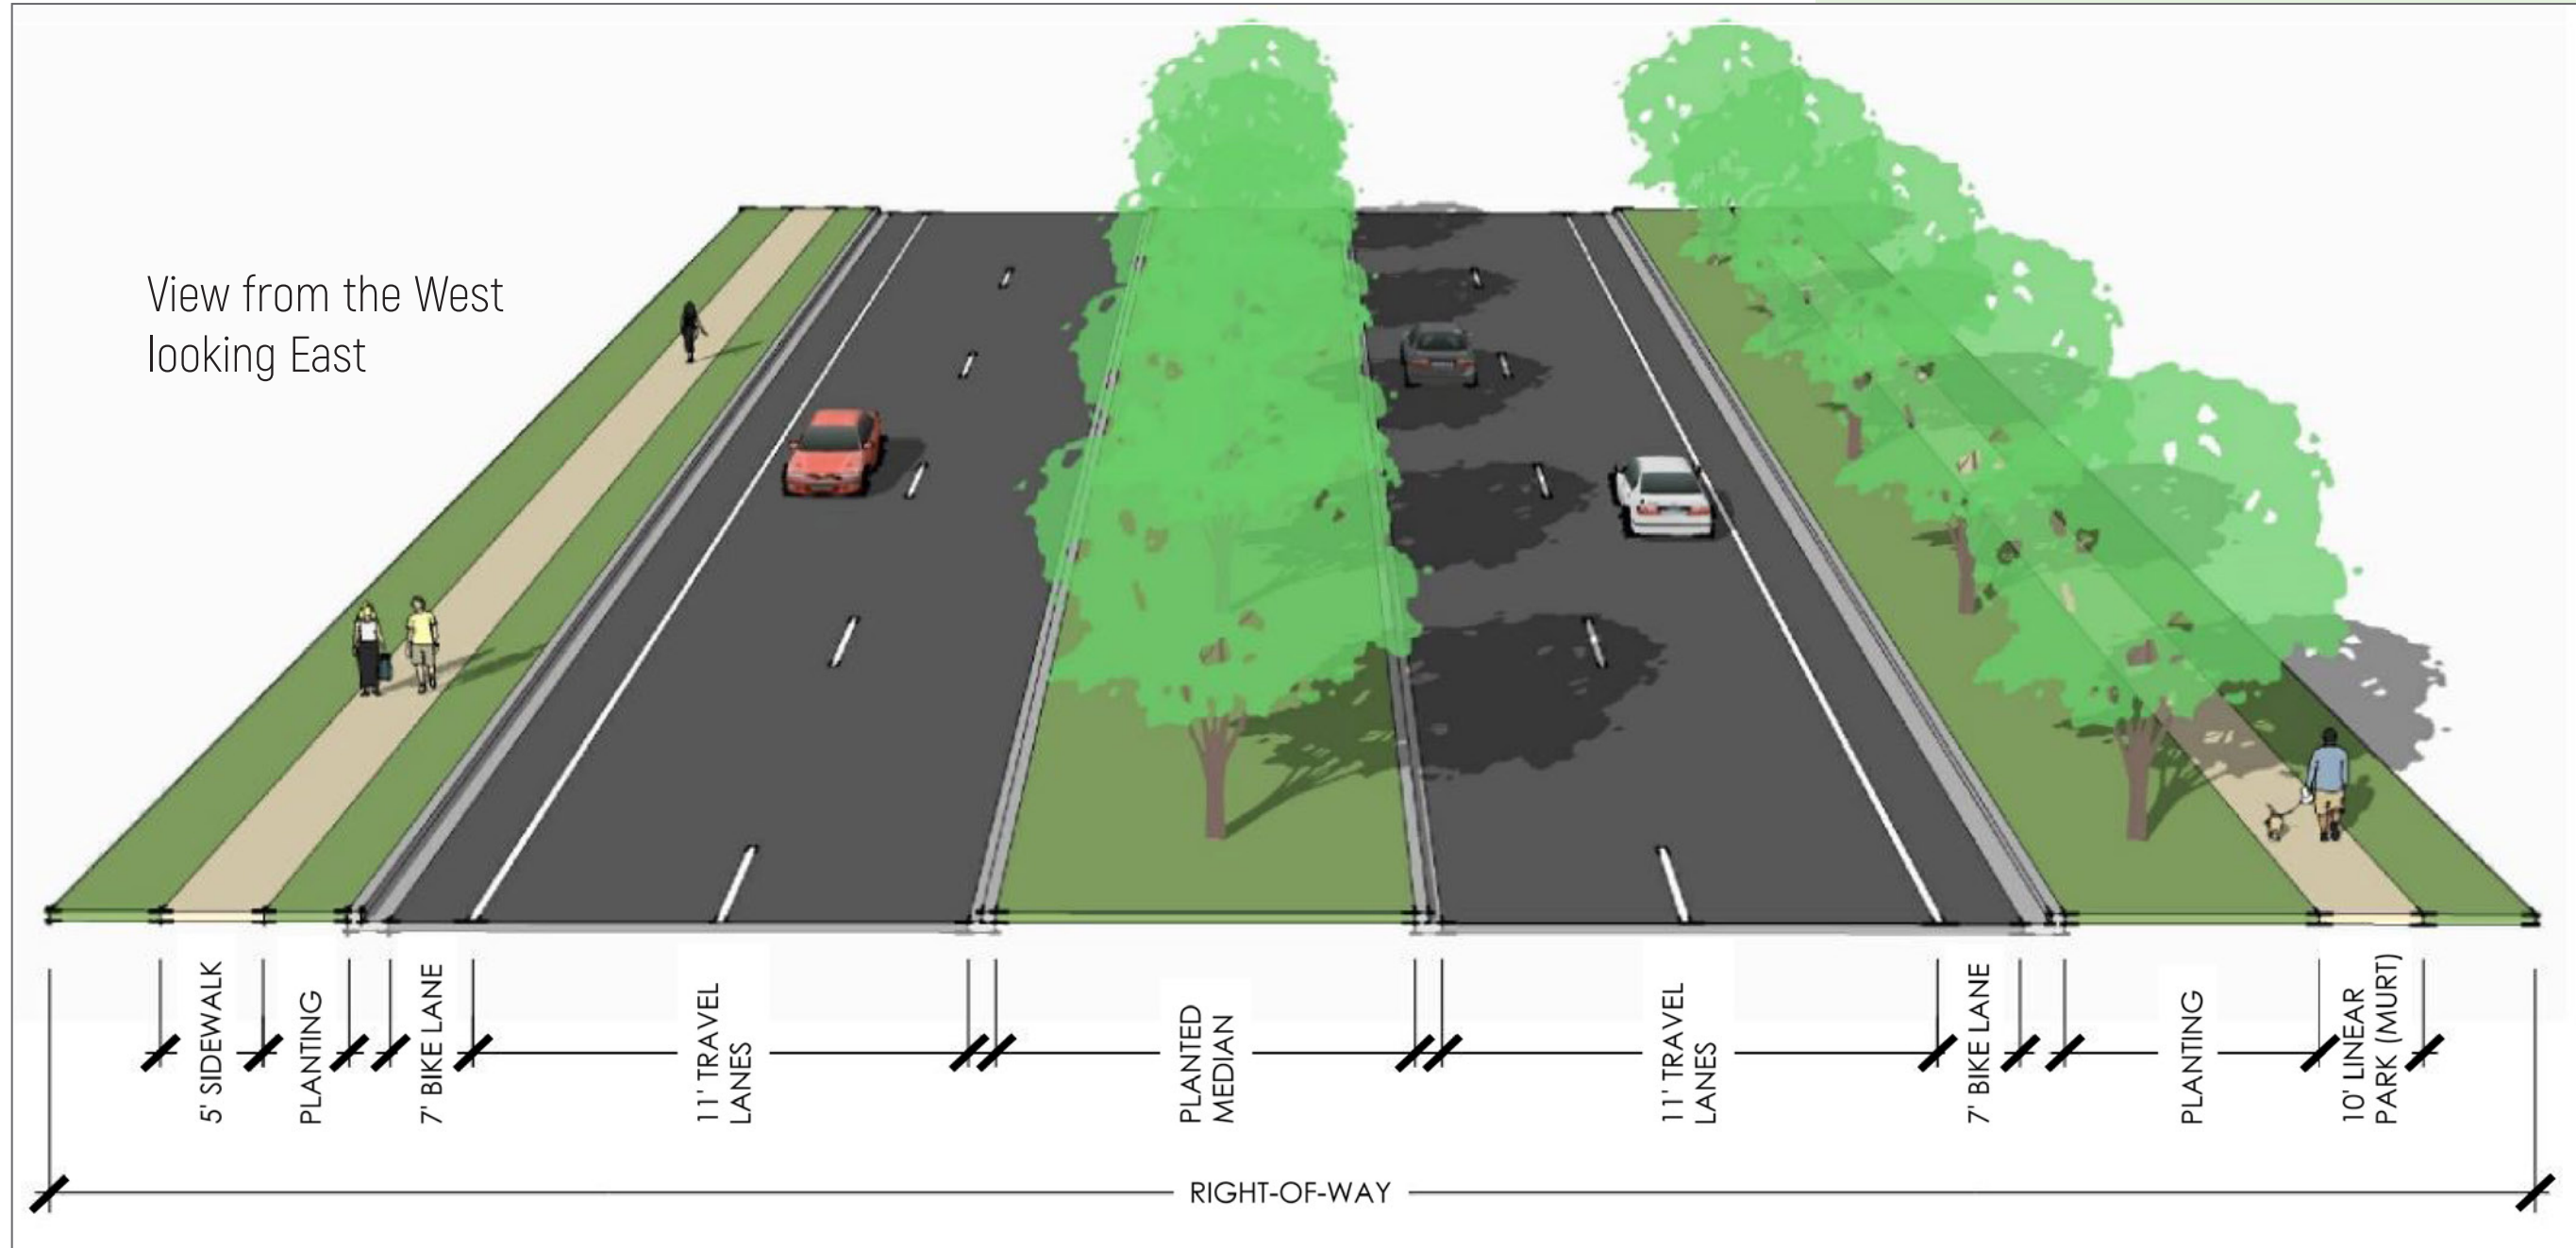 View from the West
looking East
5' SIDEWALK
PLANTING
7' BIKE LANE
11' TRAVEL
LANES
PLANTED
MEDIAN
11' TRAVEL
LANES
7' BIKE LANE
PLANTING
10' LINEAR
PARK (MURT)
RIGHT-OF-WAY